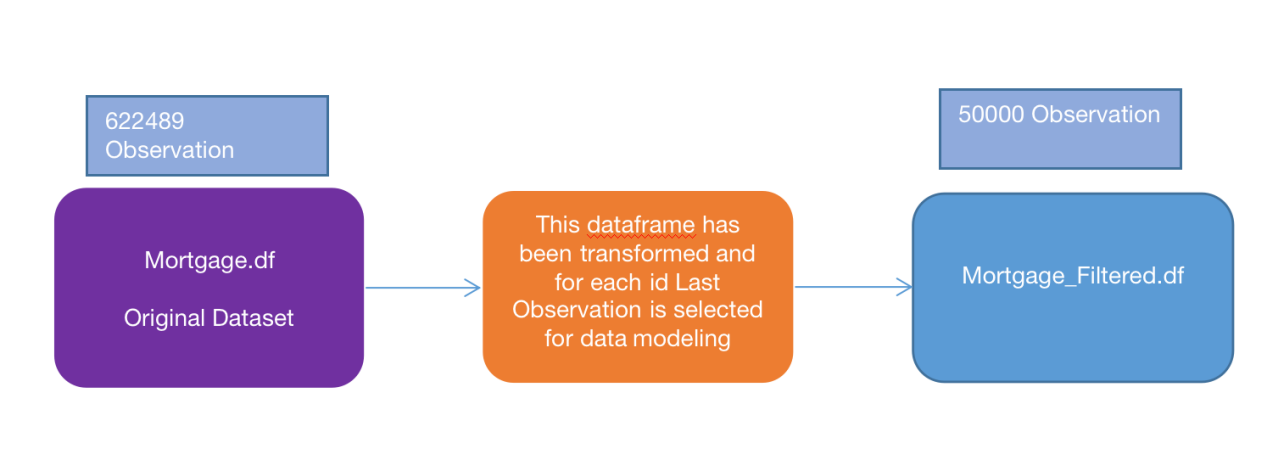 622489
Observation
50000 Observation
Mortgage.df
Original Dataset
This dataframe has
been transformed and
for each id Last
Observation is selected
for data modeling
Mortgage_Filtered.df